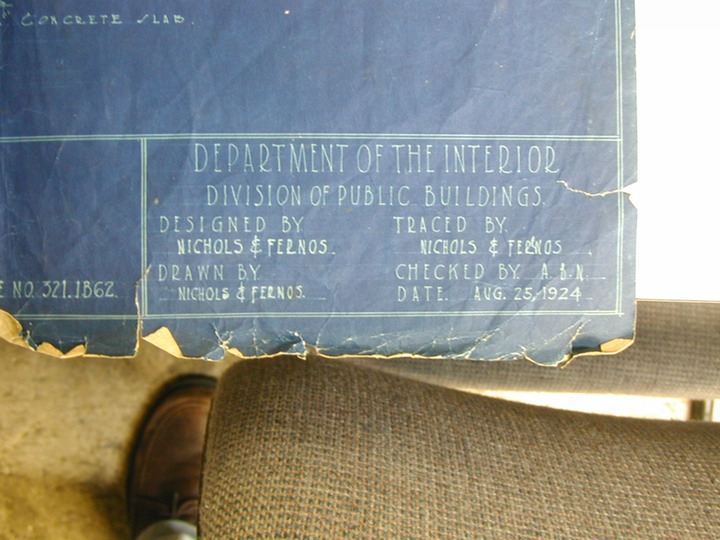 CONCRETE SLAB.
DEPARTMENT OF THE INTERIOR
DIVISION OF PUBLIC BUILDINGS.
DESIGNED BY. TRACED BY.
NICHOLS & FERNOS. NICHOLS & FERNOS
DRAWN BY. CHECKED BY. A.B.N.
NICHOLS & FERNOS. DATE. AUG. 25, 1924
NO. 321.1B62.